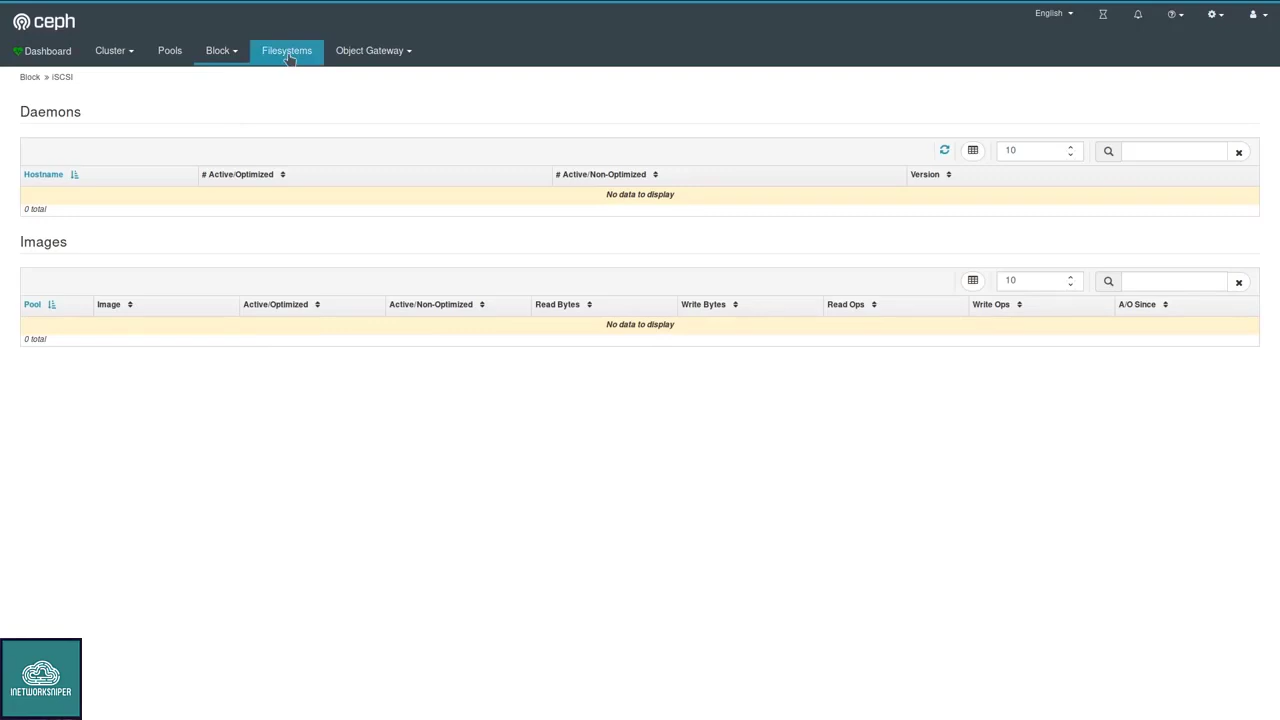 ceph
English
Dashboard Cluster Pools Block Filesystems Object Gateway
Block » iSCSI
Daemons
10
Hostname # Active/Optimized # Active/Non-Optimized Version
No data to display
0 total
Images
10
Pool Image Active/Optimized Active/Non-Optimized Read Bytes Write Bytes Read Ops Write Ops A/O Since
No data to display
0 total
INETWORKSNIPER